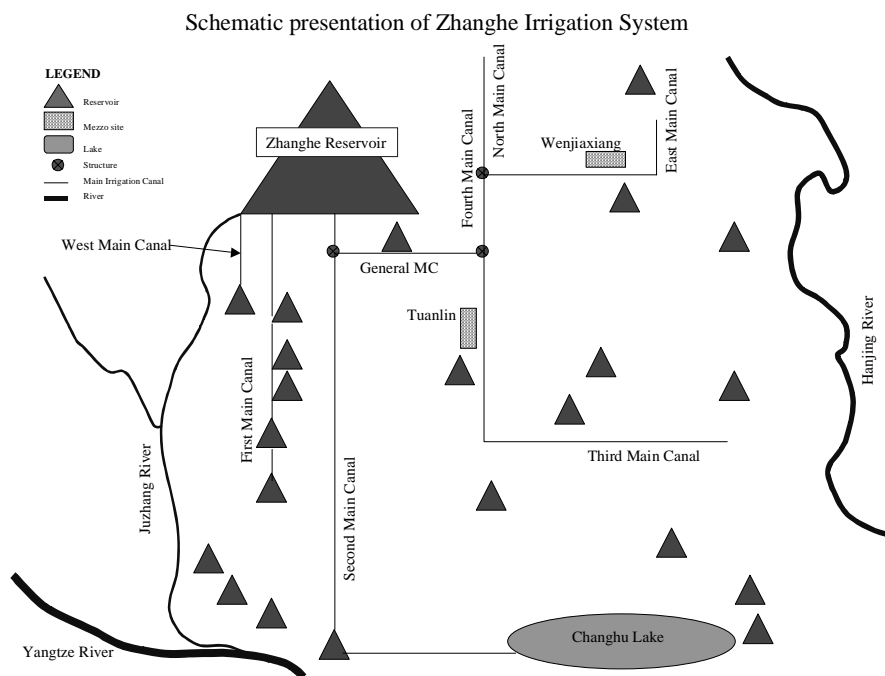 Schematic presentation of Zhanghe Irrigation System
LEGEND
Reservoir
Mezzo site
Lake
Structure
Main Irrigation Canal
River
Zhanghe Reservoir
North Main Canal
Fourth Main Canal
Wenjiaxiang
East Main Canal
West Main Canal
General MC
Tuanlin
Hanjing River
First Main Canal
Third Main Canal
Juzhang River
Second Main Canal
Changhu Lake
Yangtze River